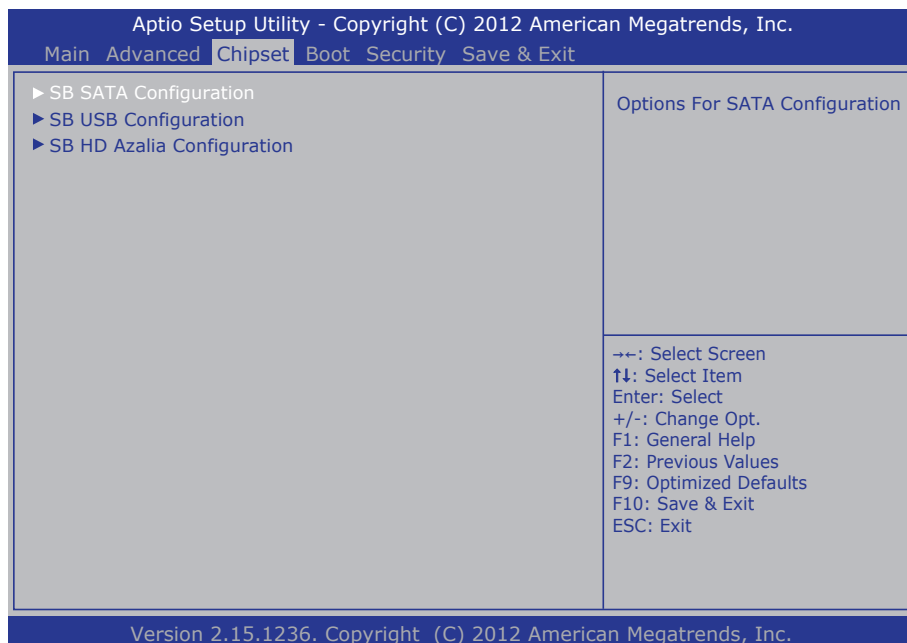 Aptio Setup Utility - Copyright (C) 2012 American Megatrends, Inc.
Main Advanced Chipset Boot Security Save & Exit
▶ SB SATA Configuration
▶ SB USB Configuration
▶ SB HD Azalia Configuration
Options For SATA Configuration
→←: Select Screen
↑↓: Select Item
Enter: Select
+/-: Change Opt.
F1: General Help
F2: Previous Values
F9: Optimized Defaults
F10: Save & Exit
ESC: Exit
Version 2.15.1236. Copyright (C) 2012 American Megatrends, Inc.